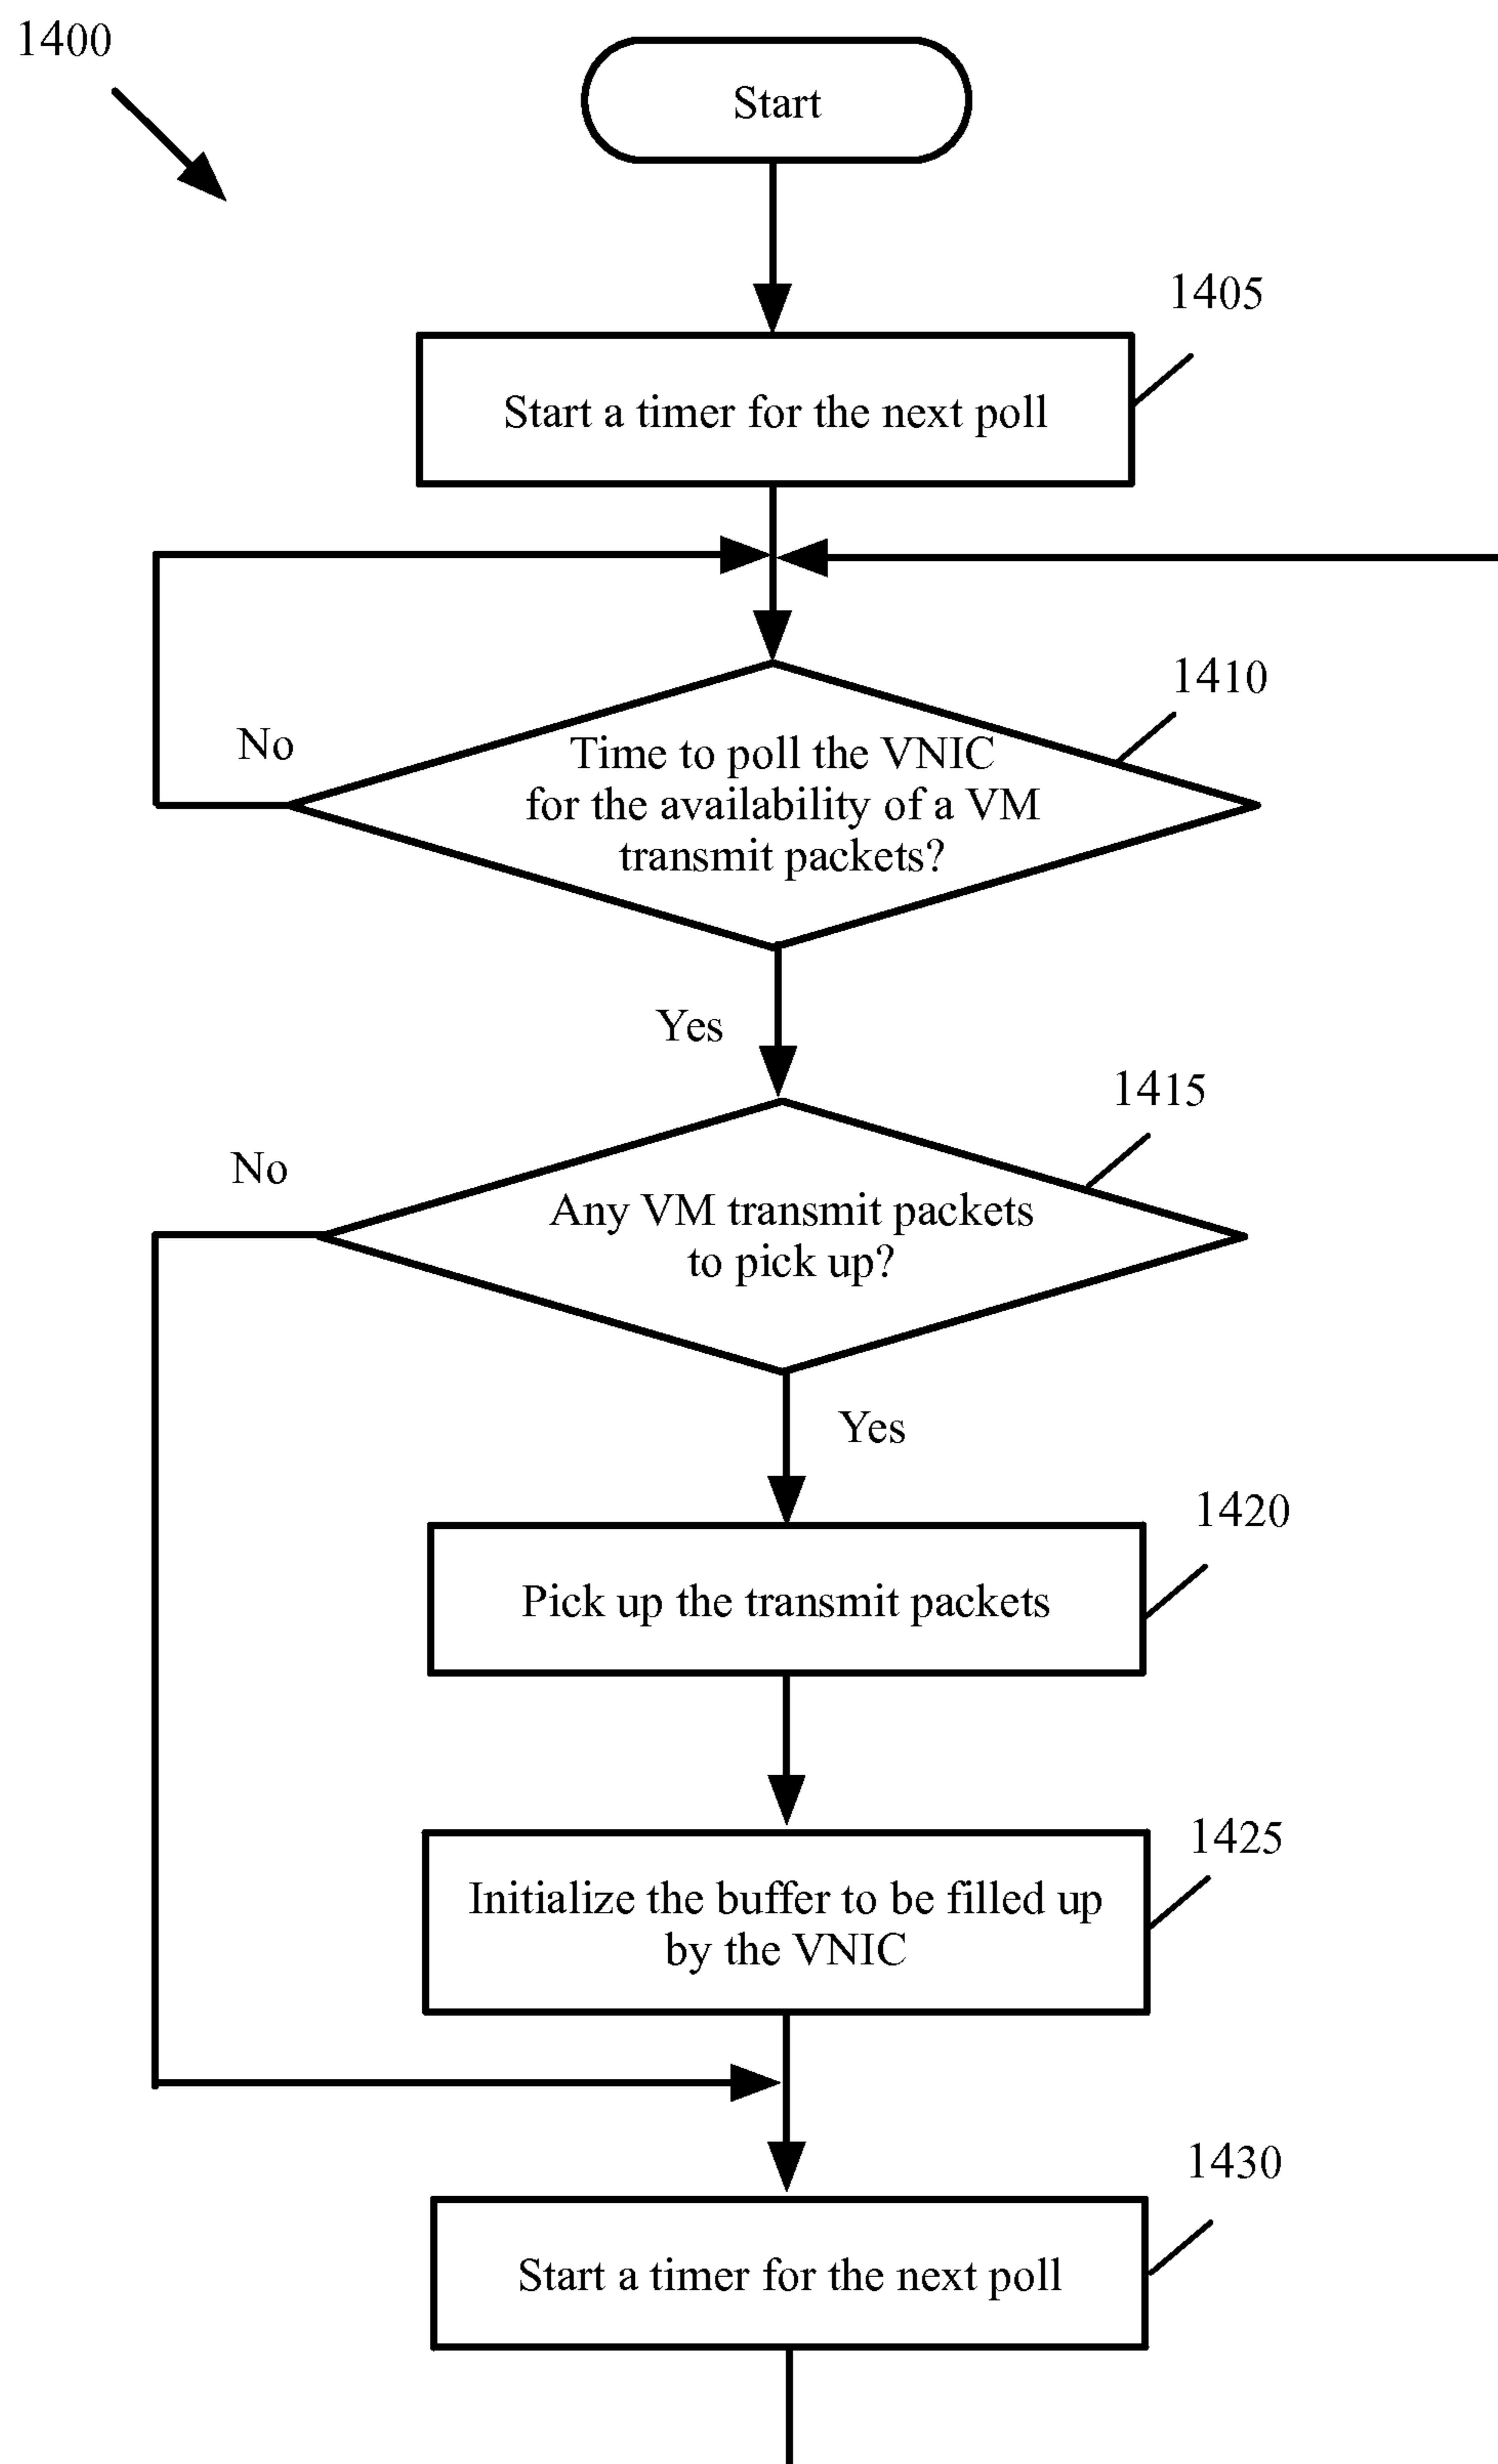 1400
Start
1405
Start a timer for the next poll
1410
No
Time to poll the VNIC
for the availability of a VM
transmit packets?
Yes
1415
No
Any VM transmit packets
to pick up?
Yes
1420
Pick up the transmit packets
1425
Initialize the buffer to be filled up
by the VNIC
1430
Start a timer for the next poll